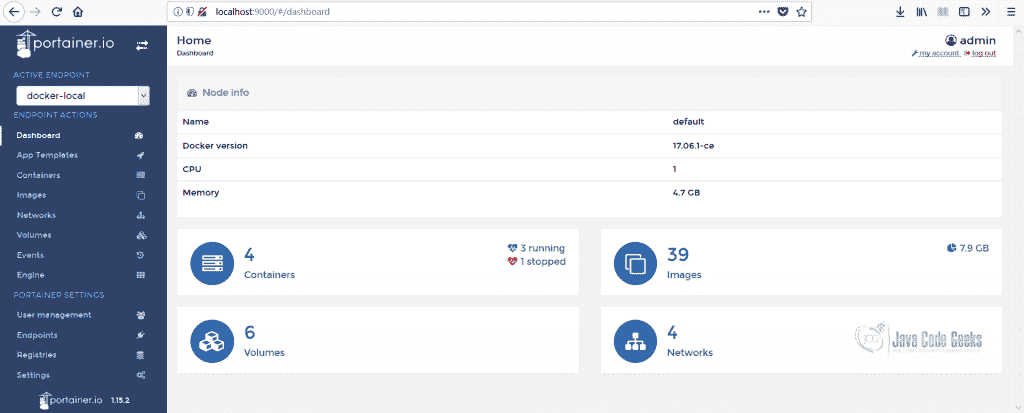 localhost:9000/#/dashboard
portainer.io
ACTIVE ENDPOINT
docker-local
ENDPOINT ACTIONS
Dashboard
App Templates
Containers
Images
Networks
Volumes
Events
Engine
PORTAINER SETTINGS
User management
Endpoints
Registries
Settings
portainer.io 1.15.2
Home
Dashboard
admin
my account log out
Node info
Name default
Docker version 17.06.1-ce
CPU 1
Memory 4.7 GB
4
Containers
3 running
1 stopped
39
Images
7.9 GB
6
Volumes
4
Networks
Java Code Geeks